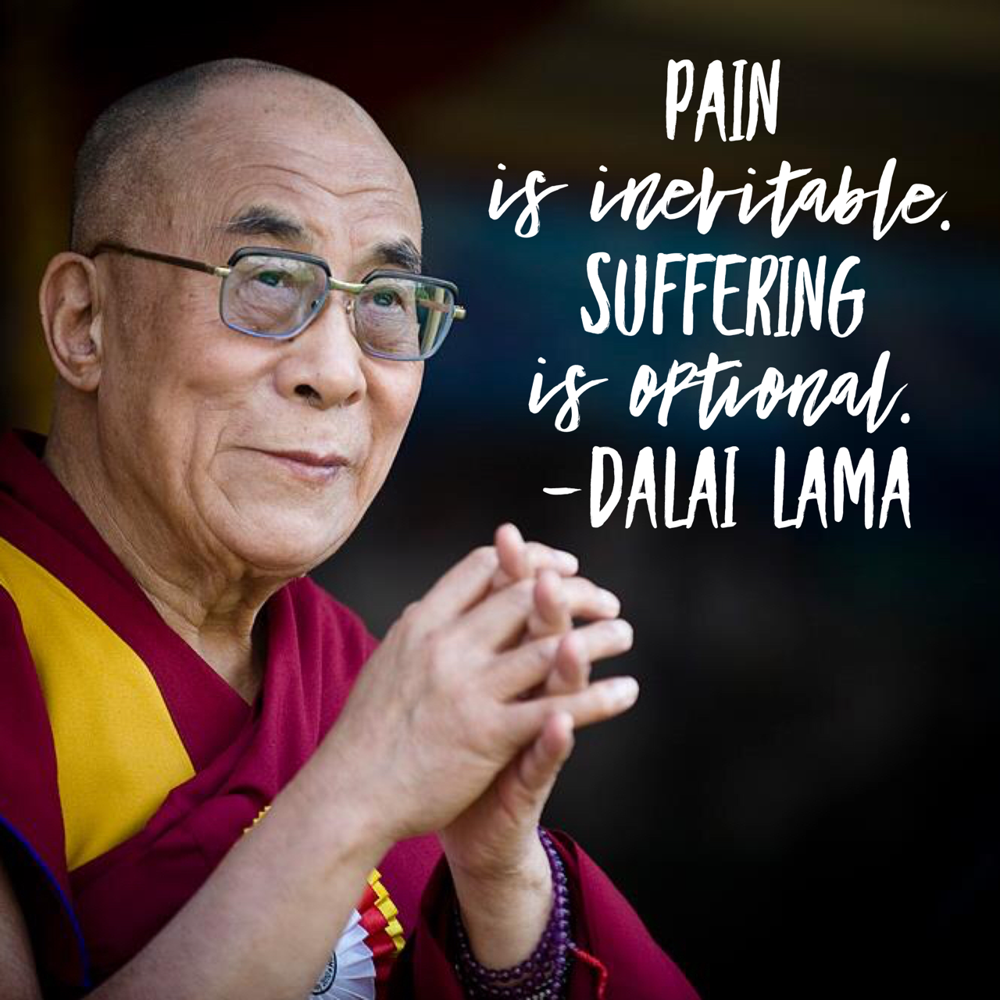 PAIN
is inevitable.
SUFFERING
is optional.
-DALAI LAMA